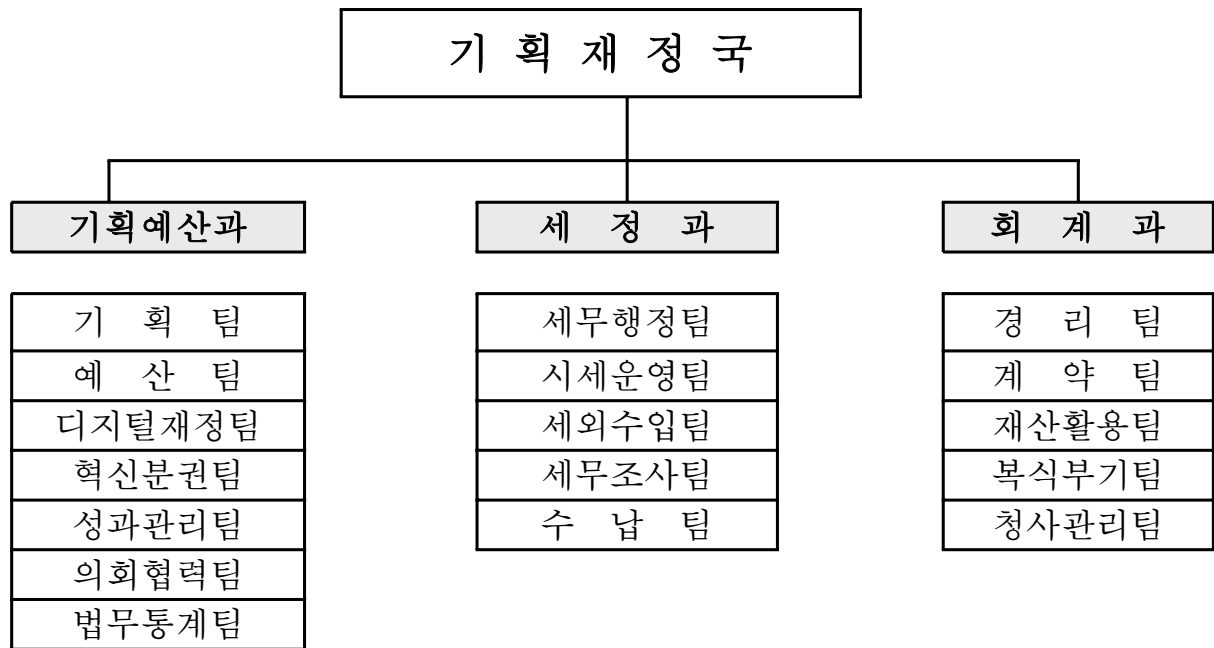 기 획 재 정 국
기획예산과
기 획 팀
예 산 팀
디지털재정팀
혁신분권팀
성과관리팀
의회협력팀
법무통계팀
세 정 과
세무행정팀
시세운영팀
세외수입팀
세무조사팀
수 납 팀
회 계 과
경 리 팀
계 약 팀
재산활용팀
복식부기팀
청사관리팀